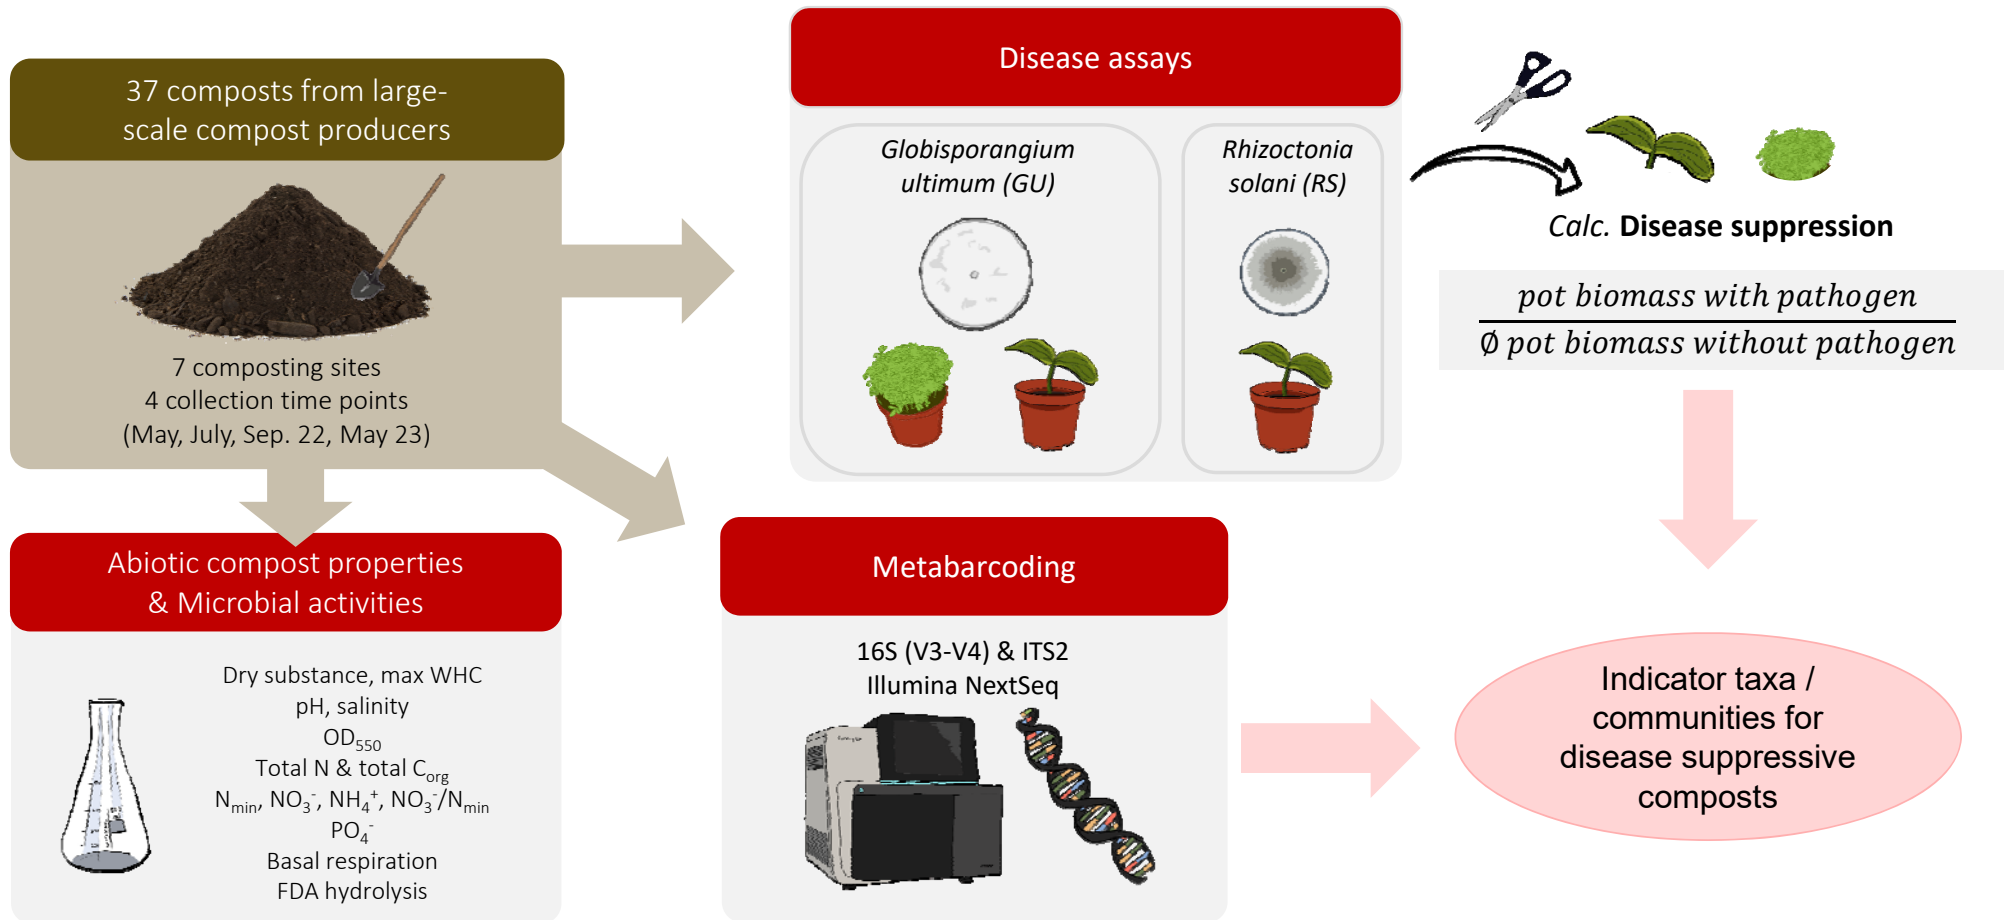 37 composts from large-
scale compost producers
7 composting sites
4 collection time points
(May, July, Sep. 22, May 23)
Abiotic compost properties
& Microbial activities
Dry substance, max WHC
pH, salinity
OD₅₅₀
Total N & total C_org
N_min, NO₃⁻, NH₄⁺, NO₃⁻/N_min
PO₄⁻
Basal respiration
FDA hydrolysis
Disease assays
Globisporangium
ultimum (GU)
Rhizoctonia
solani (RS)
Calc. Disease suppression
pot biomass with pathogen
Ø pot biomass without pathogen
Metabarcoding
16S (V3-V4) & ITS2
Illumina NextSeq
Indicator taxa /
communities for
disease suppressive
composts